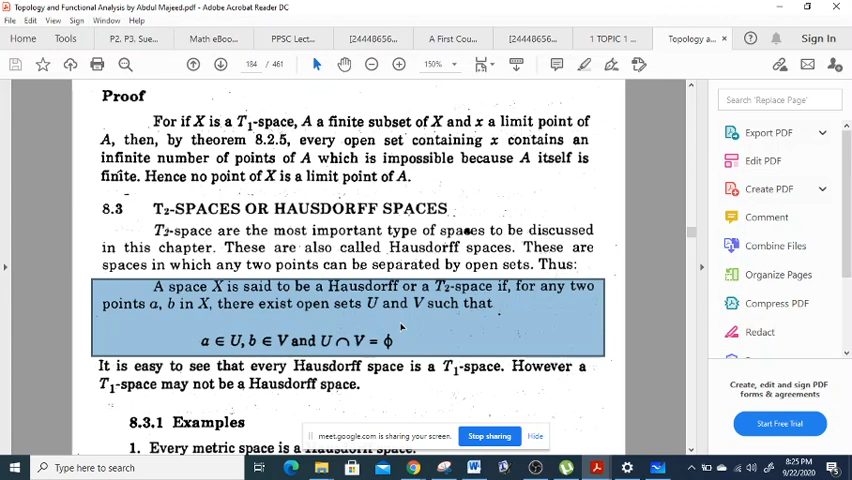 Topology and Functional Analysis by Abdul Majeed.pdf - Adobe Acrobat Reader DC
File Edit View Sign Window Help
Home Tools P2. P3. Sue... Math eBoo... PPSC Lect... [24448656... A First Cou... [24448656... 1 TOPIC 1 ... Topology a... × Sign In
184 / 461 150%
Proof
For if X is a T₁-space, A a finite subset of X and x a limit point of
A, then, by theorem 8.2.5, every open set containing x contains an
infinite number of points of A which is impossible because A itself is
finite. Hence no point of X is a limit point of A.
8.3 T₂-SPACES OR HAUSDORFF SPACES
T₂-space are the most important type of spaces to be discussed
in this chapter. These are also called Hausdorff spaces. These are
spaces in which any two points can be separated by open sets. Thus:
A space X is said to be a Hausdorff or a T₂-space if, for any two
points a, b in X, there exist open sets U and V such that
a ∈ U, b ∈ V and U ∩ V = ϕ
It is easy to see that every Hausdorff space is a T₁-space. However a
T₁-space may not be a Hausdorff space.
8.3.1 Examples
1. Every metric space is a Hausdorff space.
meet.google.com is sharing your screen. Stop sharing Hide
Search 'Replace Page'
Export PDF
Edit PDF
Create PDF
Comment
Combine Files
Organize Pages
Compress PDF
Redact
Create, edit and sign PDF
forms & agreements
Start Free Trial
Type here to search
8:25 PM
9/22/2020